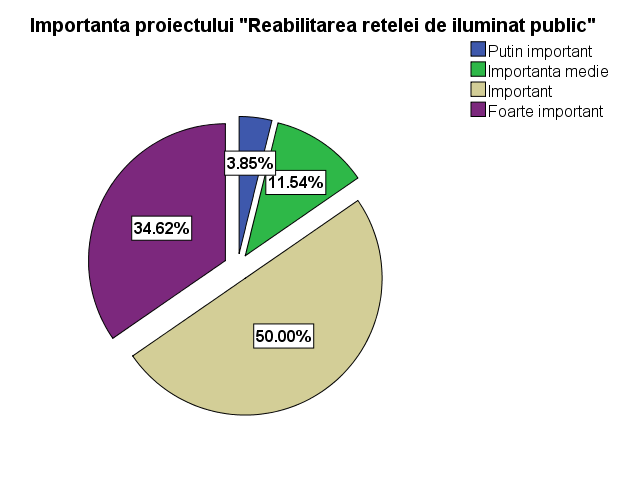 Importanta proiectului "Reabilitarea retelei de iluminat public"
Putin important
Importanta medie
Important
Foarte important
3.85%
11.54%
34.62%
50.00%